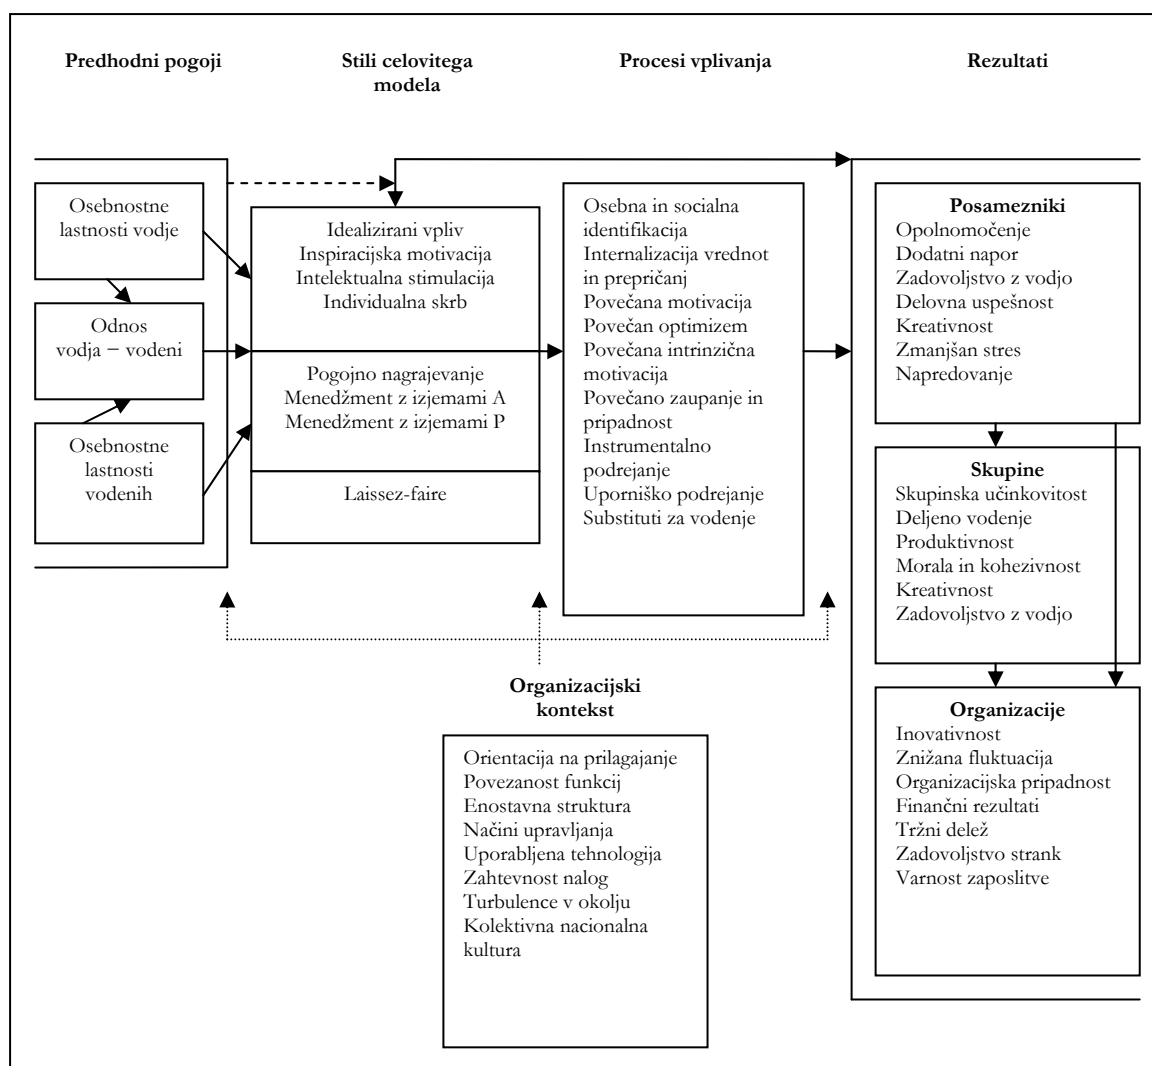 Predhodni pogoji
Stili celovitega
modela
Procesi vplivanja
Rezultati
Osebnostne
lastnosti vodje
Odnos
vodja − vodeni
Osebnostne
lastnosti
vodenih
Idealizirani vpliv
Inspiracijska motivacija
Intelektualna stimulacija
Individualna skrb
Pogojno nagrajevanje
Menedžment z izjemami A
Menedžment z izjemami P
Laissez-faire
Osebna in socialna
identifikacija
Internalizacija vrednot
in prepričanj
Povečana motivacija
Povečan optimizem
Povečana intrinzična
motivacija
Povečano zaupanje in
pripadnost
Instrumentalno
podrejanje
Uporniško podrejanje
Substituti za vodenje
Posamezniki
Opolnomočenje
Dodatni napor
Zadovoljstvo z vodjo
Delovna uspešnost
Kreativnost
Zmanjšan stres
Napredovanje
Skupine
Skupinska učinkovitost
Deljeno vodenje
Produktivnost
Morala in kohezivnost
Kreativnost
Zadovoljstvo z vodjo
Organizacije
Inovativnost
Znižana fluktuacija
Organizacijska pripadnost
Finančni rezultati
Tržni delež
Zadovoljstvo strank
Varnost zaposlitve
Organizacijski
kontekst
Orientacija na prilagajanje
Povezanost funkcij
Enostavna struktura
Načini upravljanja
Uporabljena tehnologija
Zahtevnost nalog
Turbulence v okolju
Kolektivna nacionalna
kultura